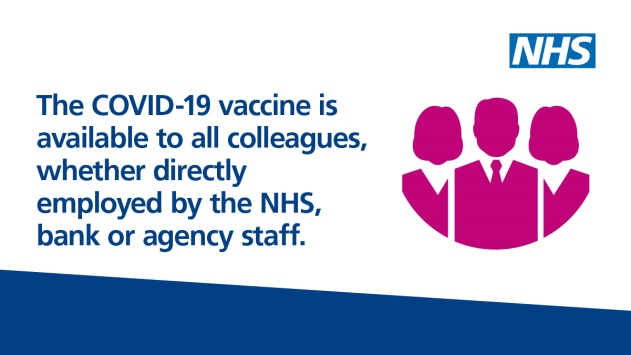 NHS
The COVID-19 vaccine is
available to all colleagues,
whether directly
employed by the NHS,
bank or agency staff.